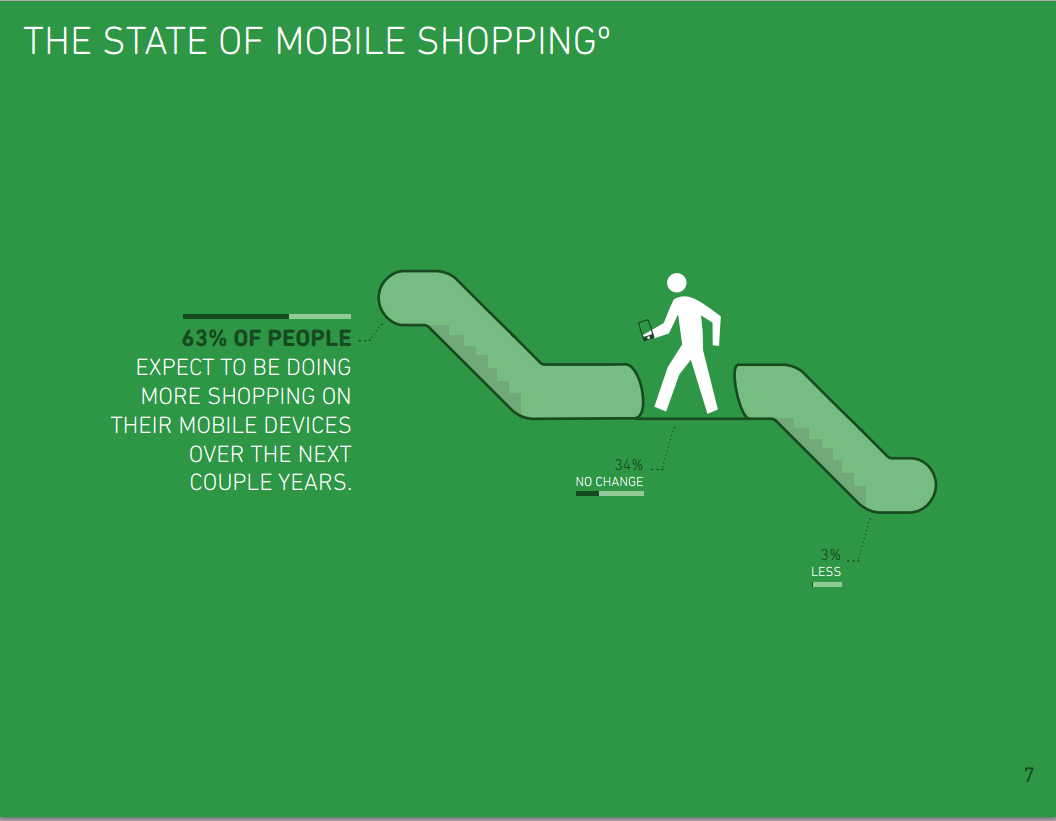 THE STATE OF MOBILE SHOPPINGº
63% OF PEOPLE
EXPECT TO BE DOING
MORE SHOPPING ON
THEIR MOBILE DEVICES
OVER THE NEXT
COUPLE YEARS.
34%
NO CHANGE
3%
LESS
7